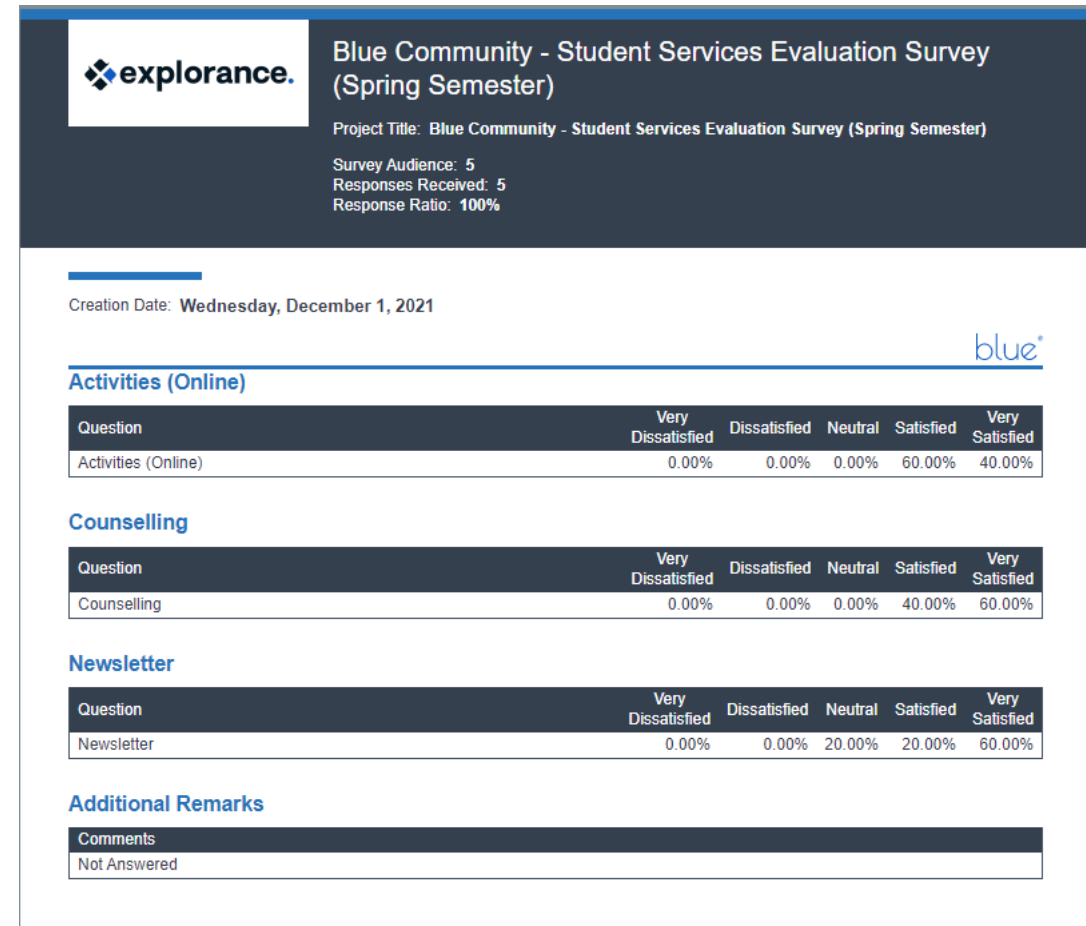 explorance.
Blue Community - Student Services Evaluation Survey
(Spring Semester)
Project Title: Blue Community - Student Services Evaluation Survey (Spring Semester)
Survey Audience: 5
Responses Received: 5
Response Ratio: 100%
Creation Date: Wednesday, December 1, 2021
blue®
Activities (Online)
Question Very Dissatisfied Dissatisfied Neutral Satisfied Very Satisfied
Activities (Online) 0.00% 0.00% 0.00% 60.00% 40.00%
Counselling
Question Very Dissatisfied Dissatisfied Neutral Satisfied Very Satisfied
Counselling 0.00% 0.00% 0.00% 40.00% 60.00%
Newsletter
Question Very Dissatisfied Dissatisfied Neutral Satisfied Very Satisfied
Newsletter 0.00% 0.00% 20.00% 20.00% 60.00%
Additional Remarks
Comments
Not Answered